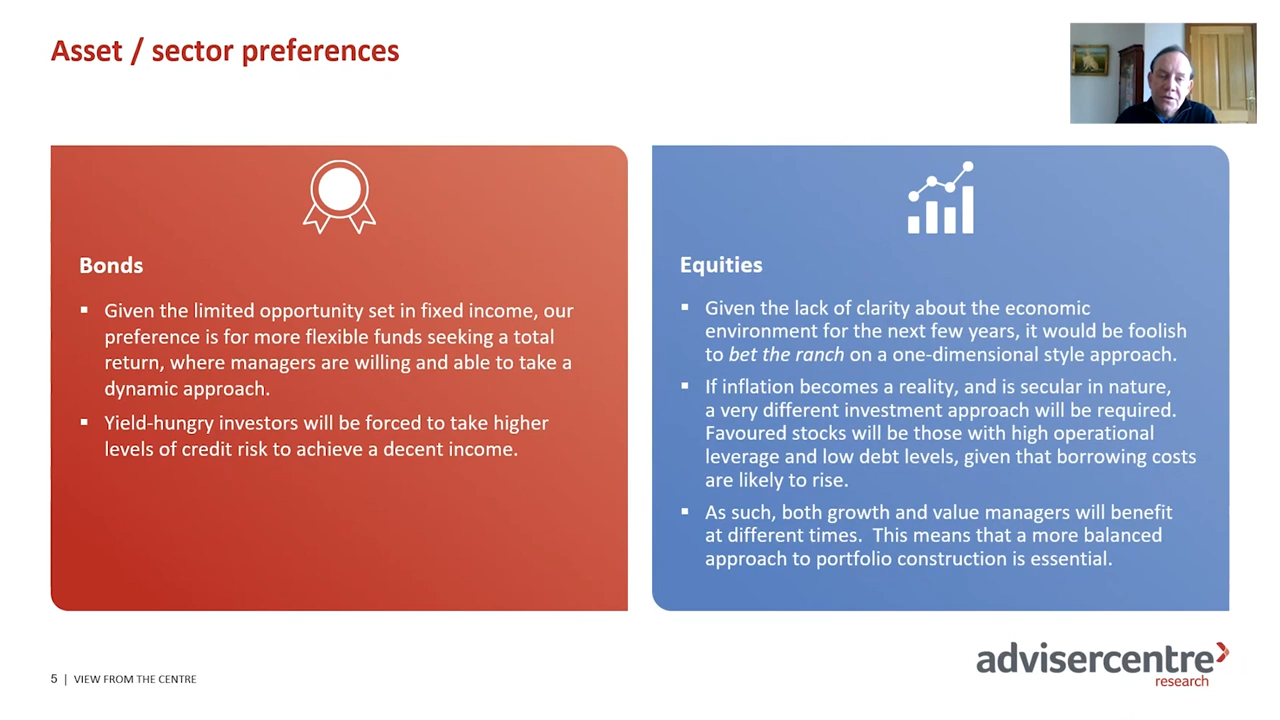 Asset / sector preferences
Bonds
▪ Given the limited opportunity set in fixed income, our
preference is for more flexible funds seeking a total
return, where managers are willing and able to take a
dynamic approach.
▪ Yield-hungry investors will be forced to take higher
levels of credit risk to achieve a decent income.
Equities
▪ Given the lack of clarity about the economic
environment for the next few years, it would be foolish
to bet the ranch on a one-dimensional style approach.
▪ If inflation becomes a reality, and is secular in nature,
a very different investment approach will be required.
Favoured stocks will be those with high operational
leverage and low debt levels, given that borrowing costs
are likely to rise.
▪ As such, both growth and value managers will benefit
at different times.  This means that a more balanced
approach to portfolio construction is essential.
5 | VIEW FROM THE CENTRE
advisercentre
research